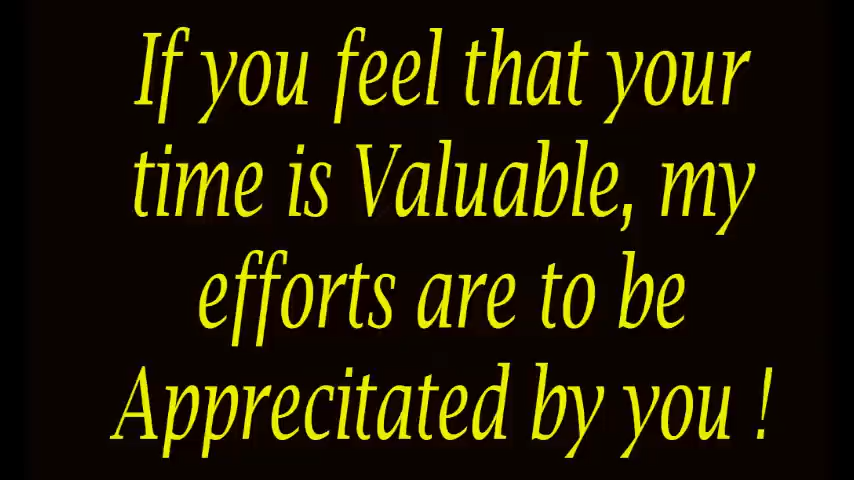 If you feel that your
time is Valuable, my
efforts are to be
Apprecitated by you !